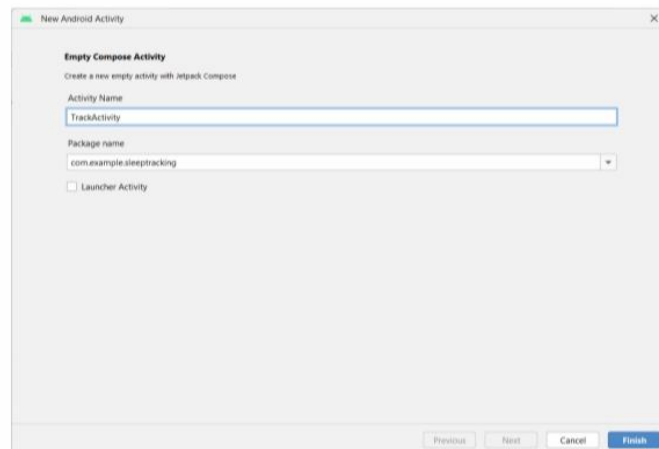 New Android Activity
Empty Compose Activity
Create a new empty activity with Jetpack Compose
Activity Name
TrackActivity
Package name
com.example.sleeptracking
Launcher Activity
Previous Next Cancel Finish